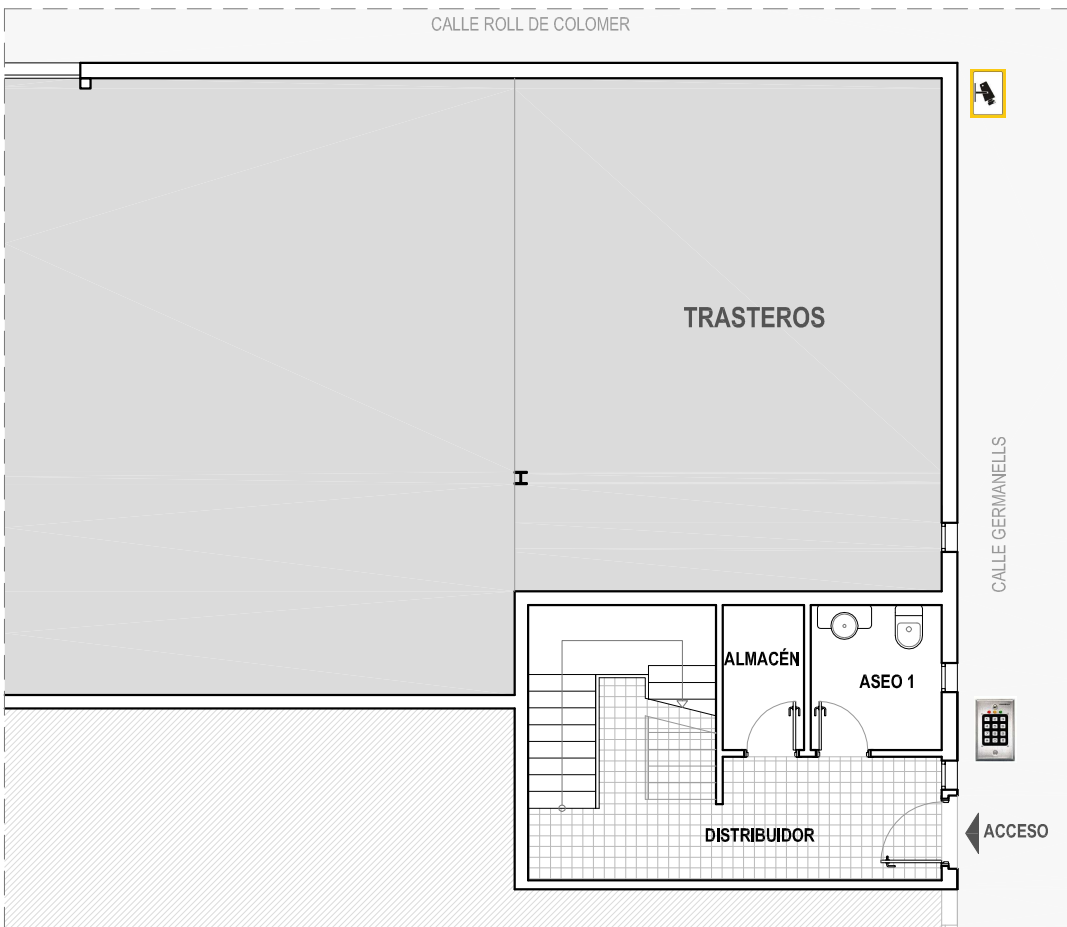 CALLE ROLL DE COLOMER
TRASTEROS
CALLE GERMANELLS
ALMACÉN
ASEO 1
DISTRIBUIDOR
ACCESO